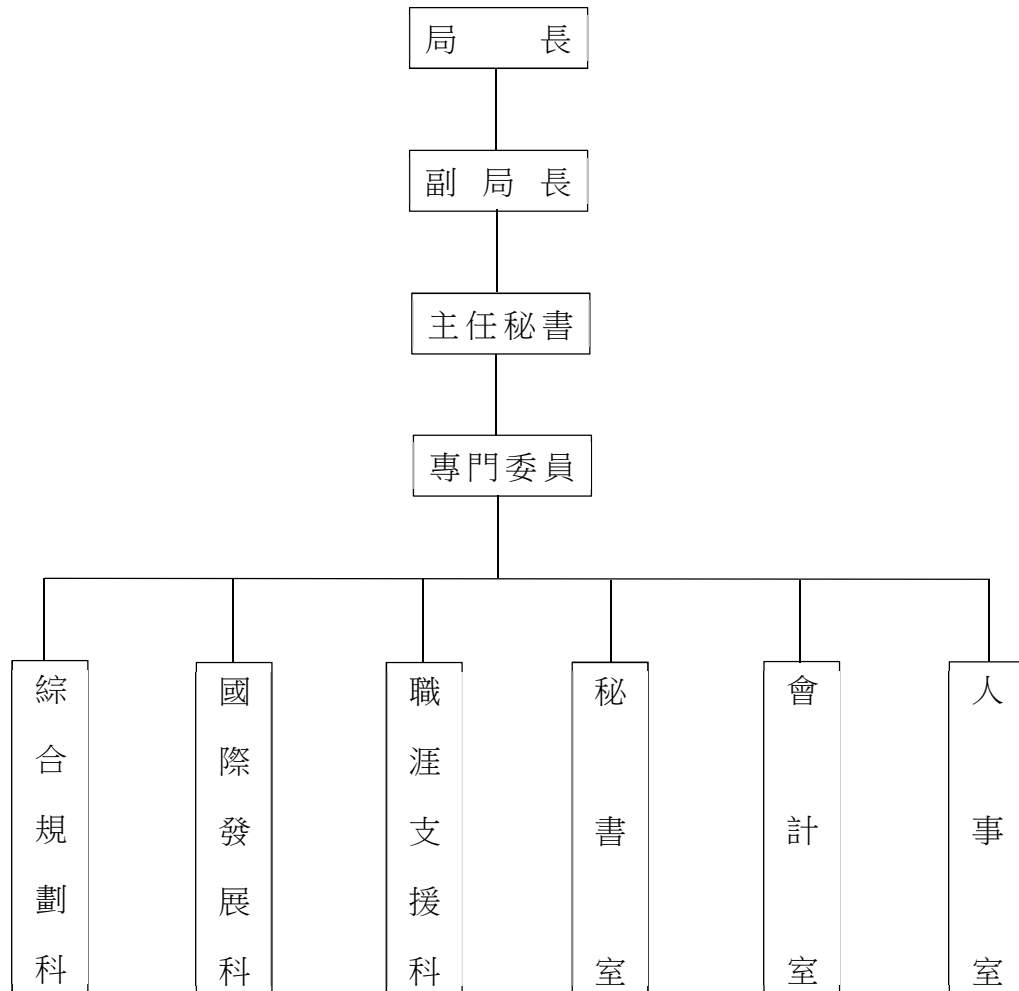 局長
副局長
主任秘書
專門委員
綜合規劃科
國際發展科
職涯支援科
秘書室
會計室
人事室